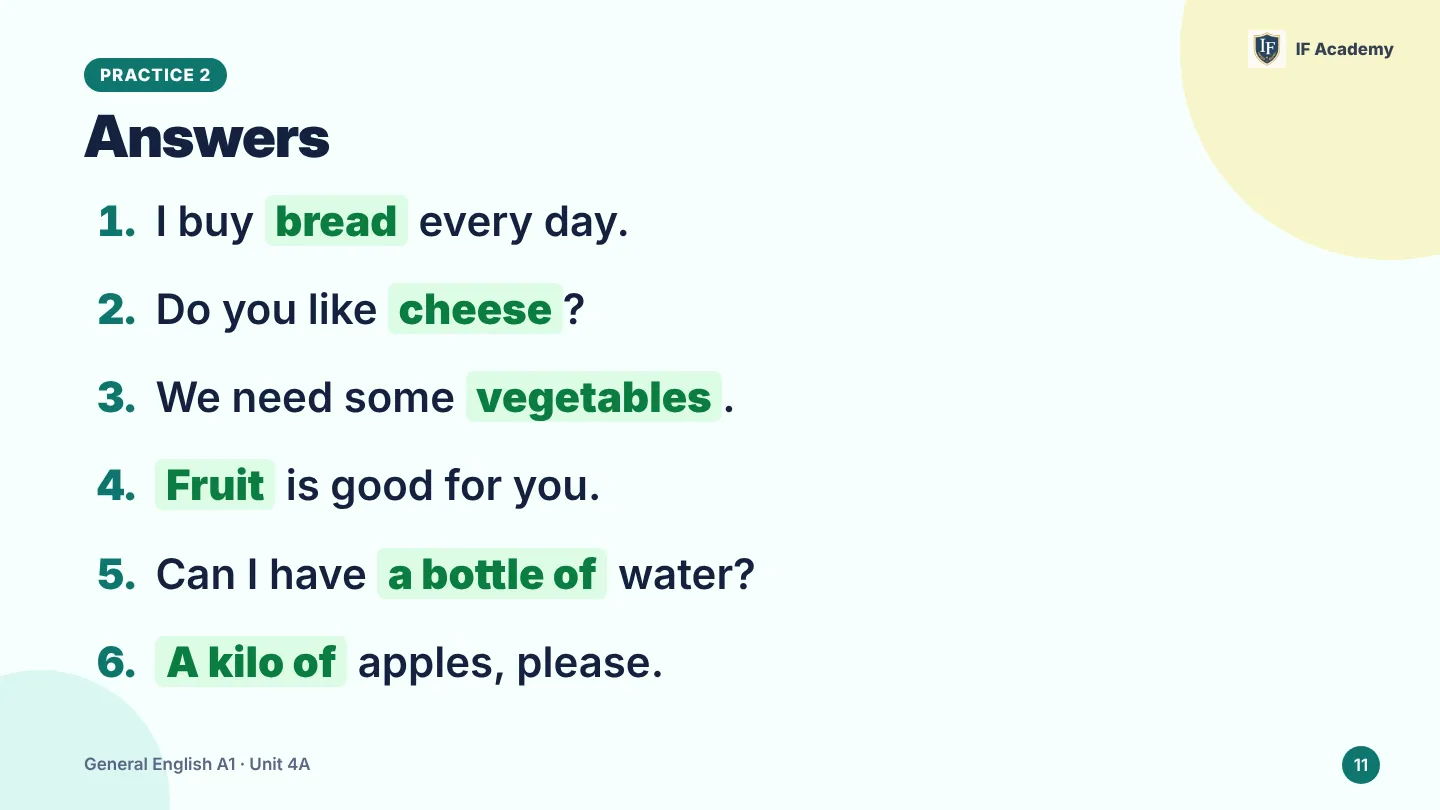 IF IF Academy
PRACTICE 2
Answers
1. I buy bread every day.
2. Do you like cheese?
3. We need some vegetables.
4. Fruit is good for you.
5. Can I have a bottle of water?
6. A kilo of apples, please.
General English A1 · Unit 4A
11